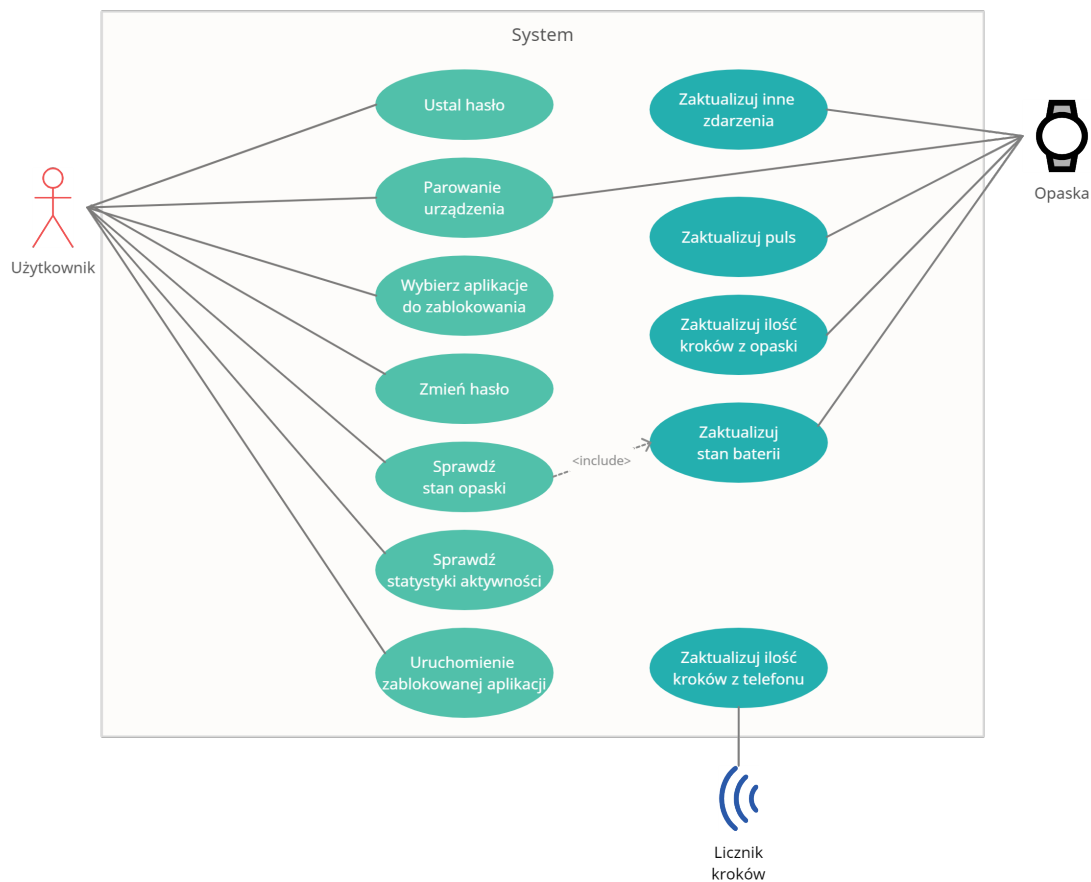 System
Ustal hasło
Parowanie
urządzenia
Wybierz aplikacje
do zablokowania
Zmień hasło
Sprawdź
stan opaski
Sprawdź
statystyki aktywności
Uruchomienie
zablokowanej aplikacji
<include>
Zaktualizuj inne
zdarzenia
Zaktualizuj puls
Zaktualizuj ilość
kroków z opaski
Zaktualizuj
stan baterii
Zaktualizuj ilość
kroków z telefonu
Użytkownik
Opaska
Licznik
kroków